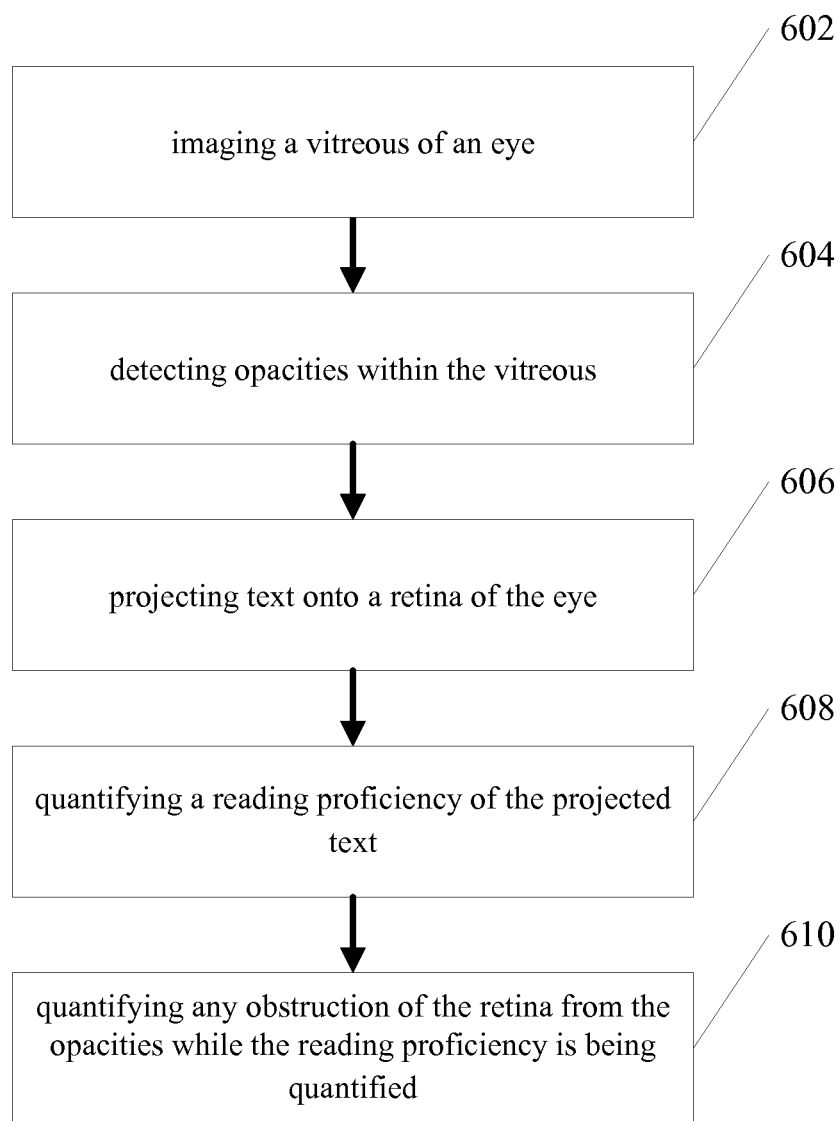 602
imaging a vitreous of an eye
604
detecting opacities within the vitreous
606
projecting text onto a retina of the eye
608
quantifying a reading proficiency of the projected
text
610
quantifying any obstruction of the retina from the
opacities while the reading proficiency is being
quantified